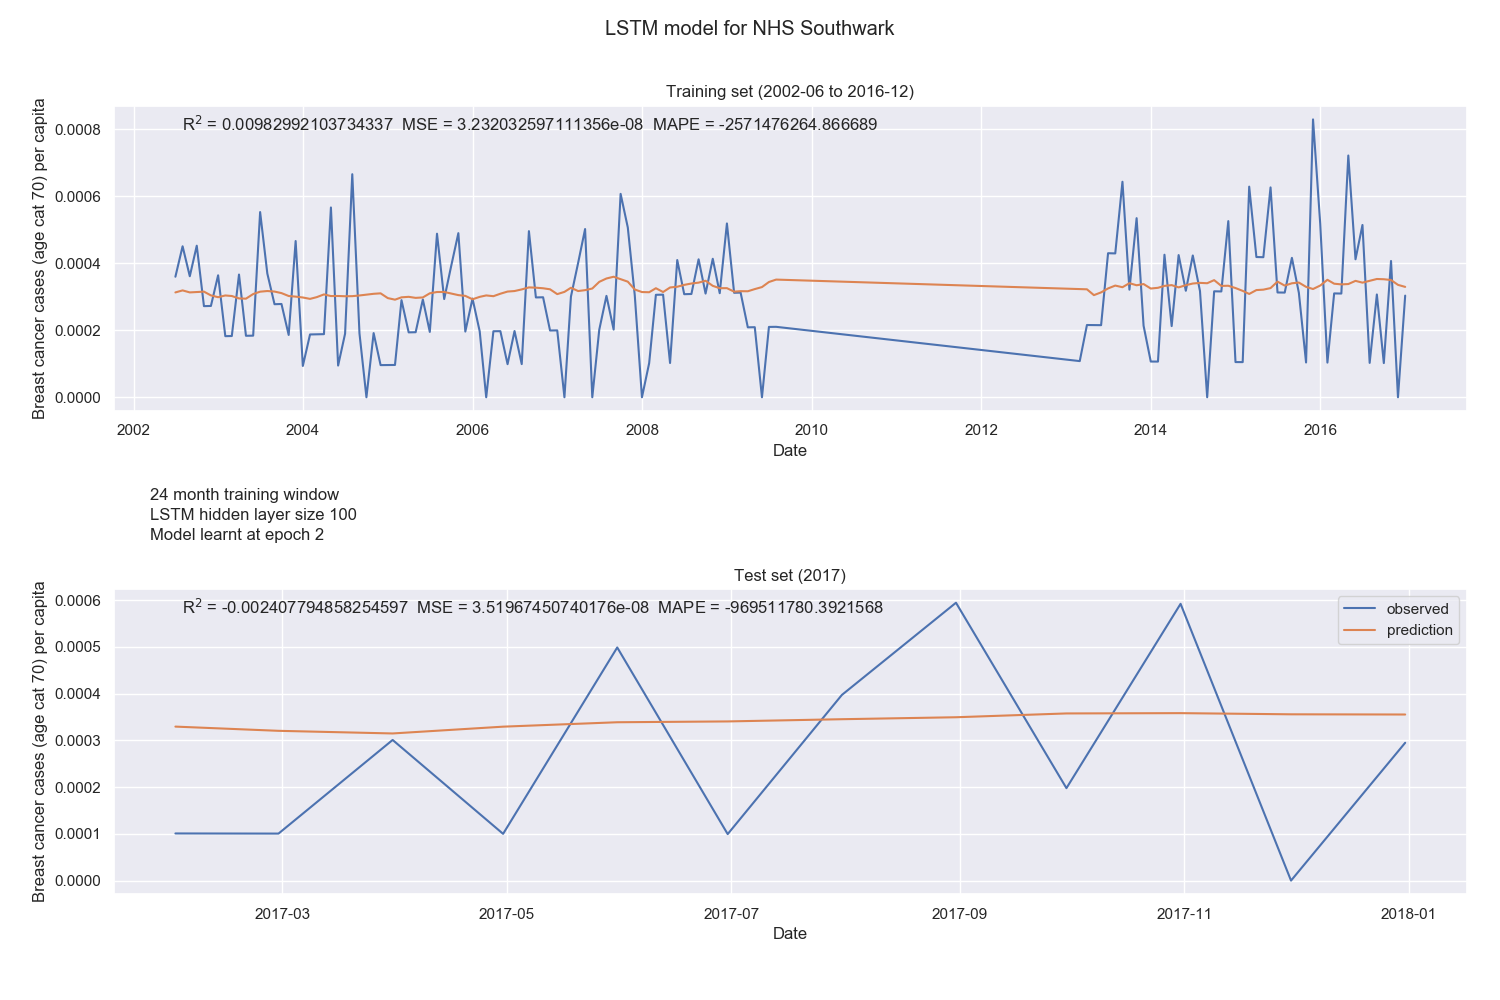 LSTM model for NHS Southwark
Training set (2002-06 to 2016-12)
R² = 0.00982992103734337 MSE = 3.232032597111356e-08 MAPE = -2571476264.866689
Breast cancer cases (age cat 70) per capita
0.0008
0.0006
0.0004
0.0002
0.0000
2002 2004 2006 2008 2010 2012 2014 2016
Date
24 month training window
LSTM hidden layer size 100
Model learnt at epoch 2
Test set (2017)
R² = -0.002407794858254597 MSE = 3.51967450740176e-08 MAPE = -969511780.3921568
observed
prediction
Breast cancer cases (age cat 70) per capita
0.0006
0.0005
0.0004
0.0003
0.0002
0.0001
0.0000
2017-03 2017-05 2017-07 2017-09 2017-11 2018-01
Date